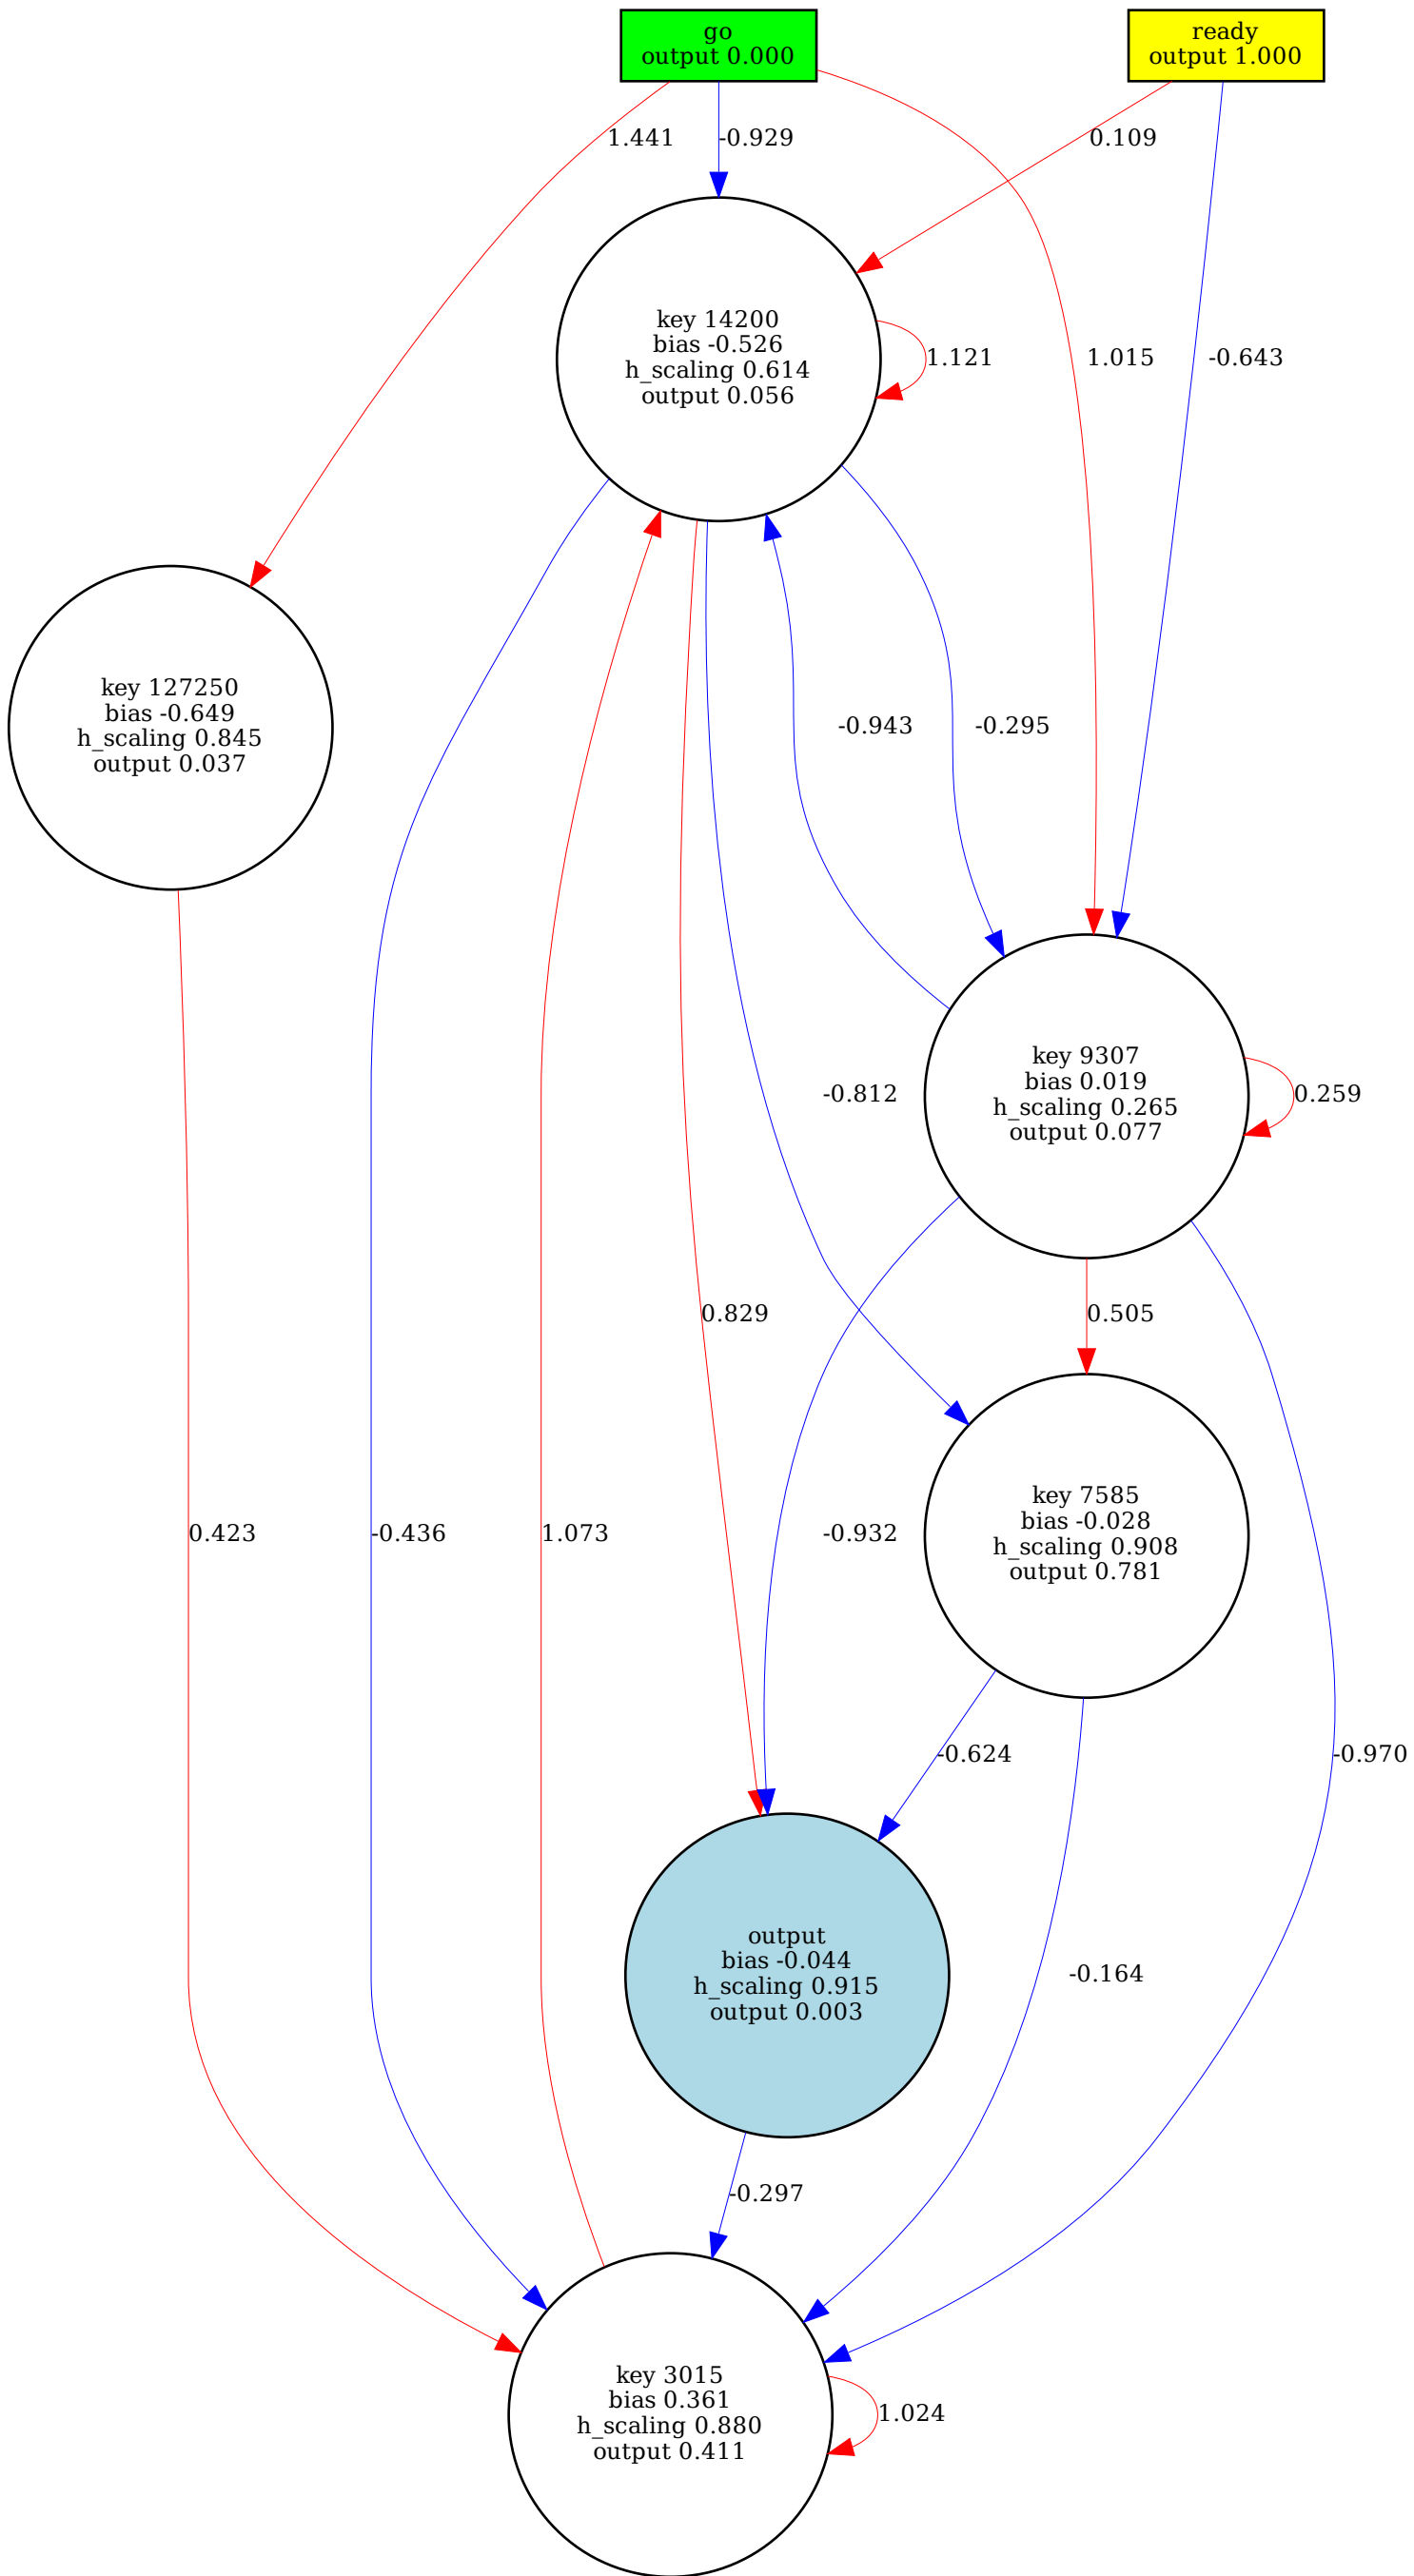 go
output 0.000
ready
output 1.000
1.441
-0.929
0.109
key 14200
bias -0.526
h_scaling 0.614
output 0.056
1.121
1.015
-0.643
key 127250
bias -0.649
h_scaling 0.845
output 0.037
-0.943
-0.295
key 9307
bias 0.019
h_scaling 0.265
output 0.077
-0.812
0.259
0.829
0.505
key 7585
bias -0.028
h_scaling 0.908
output 0.781
0.423
-0.436
1.073
-0.932
-0.624
-0.970
output
bias -0.044
h_scaling 0.915
output 0.003
-0.164
-0.297
key 3015
bias 0.361
h_scaling 0.880
output 0.411
1.024